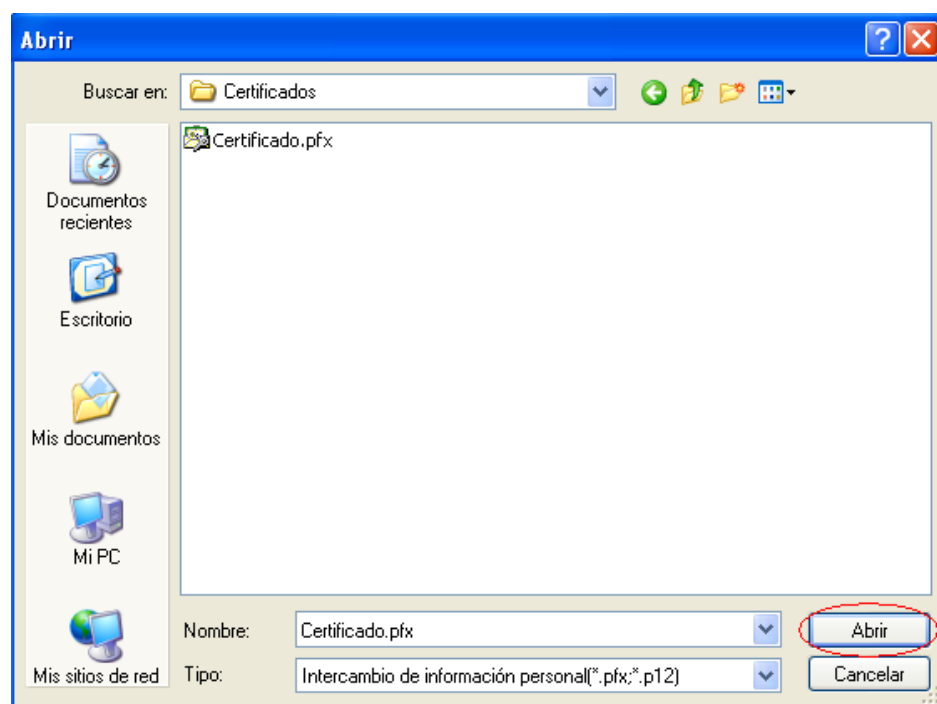 Abrir
Buscar en:
Certificados
Certificado.pfx
Documentos
recientes
Escritorio
Mis documentos
Mi PC
Mis sitios de red
Nombre:
Certificado.pfx
Abrir
Tipo:
Intercambio de información personal(*.pfx;*.p12)
Cancelar